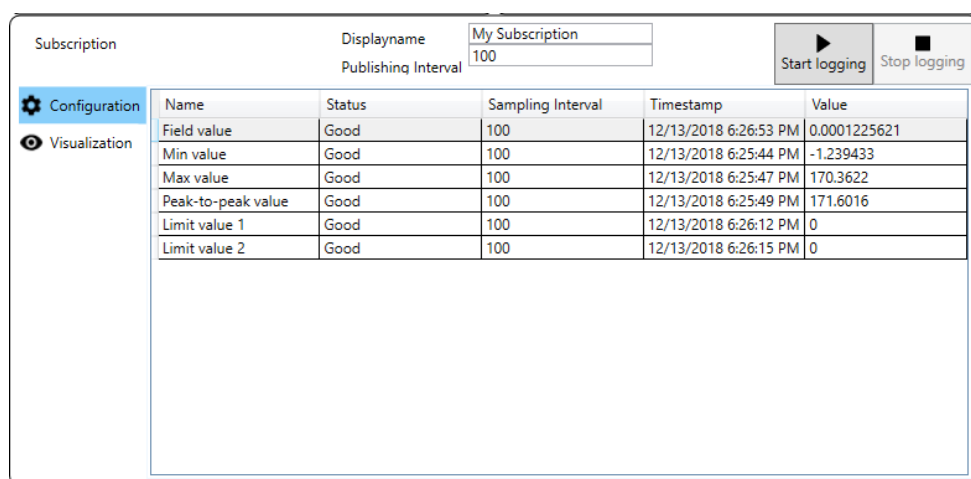 Subscription
Displayname My Subscription
Publishing Interval 100
Start logging Stop logging
Configuration
Visualization
Name Status Sampling Interval Timestamp Value
Field value Good 100 12/13/2018 6:26:53 PM 0.0001225621
Min value Good 100 12/13/2018 6:25:44 PM -1.239433
Max value Good 100 12/13/2018 6:25:47 PM 170.3622
Peak-to-peak value Good 100 12/13/2018 6:25:49 PM 171.6016
Limit value 1 Good 100 12/13/2018 6:26:12 PM 0
Limit value 2 Good 100 12/13/2018 6:26:15 PM 0